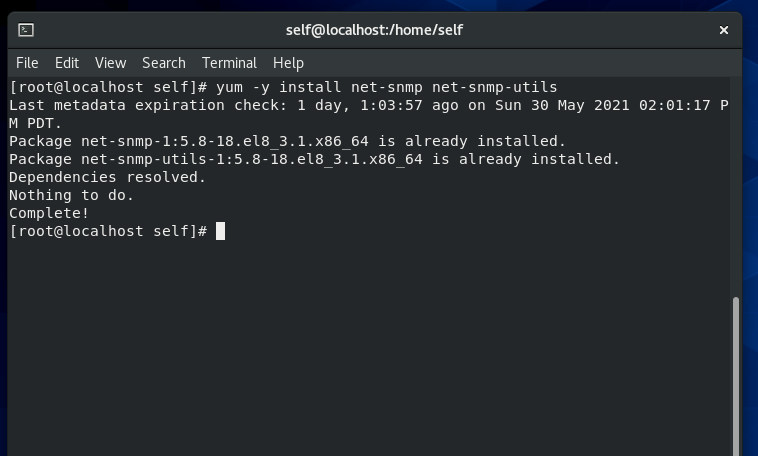 self@localhost:/home/self
File Edit View Search Terminal Help
[root@localhost self]# yum -y install net-snmp net-snmp-utils
Last metadata expiration check: 1 day, 1:03:57 ago on Sun 30 May 2021 02:01:17 P
M PDT.
Package net-snmp-1:5.8-18.el8_3.1.x86_64 is already installed.
Package net-snmp-utils-1:5.8-18.el8_3.1.x86_64 is already installed.
Dependencies resolved.
Nothing to do.
Complete!
[root@localhost self]#